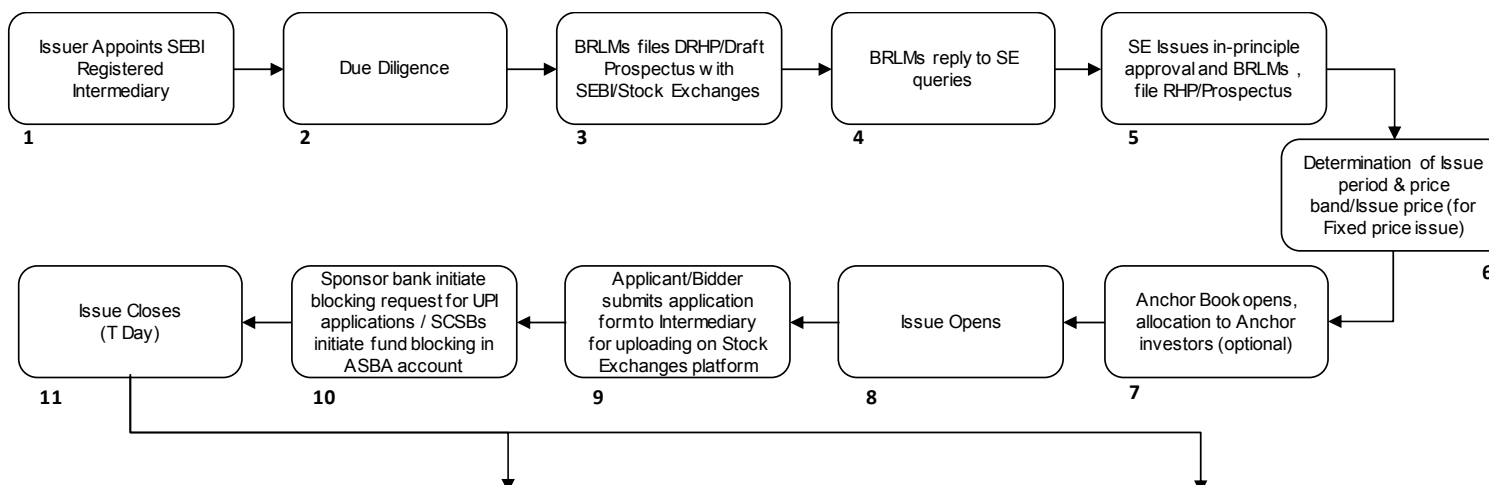 Issuer Appoints SEBI
Registered
Intermediary
1
Due Diligence
2
BRLMs files DRHP/Draft
Prospectus with
SEBI/Stock Exchanges
3
BRLMs reply to SE
queries
4
SE Issues in-principle
approval and BRLMs ,
file RHP/Prospectus
5
Determination of Issue
period & price
band/Issue price (for
Fixed price issue)
6
Anchor Book opens,
allocation to Anchor
investors (optional)
7
Issue Opens
8
Applicant/Bidder
submits application
form to Intermediary
for uploading on Stock
Exchanges platform
9
Sponsor bank initiate
blocking request for UPI
applications / SCSBs
initiate fund blocking in
ASBA account
10
Issue Closes
(T Day)
11